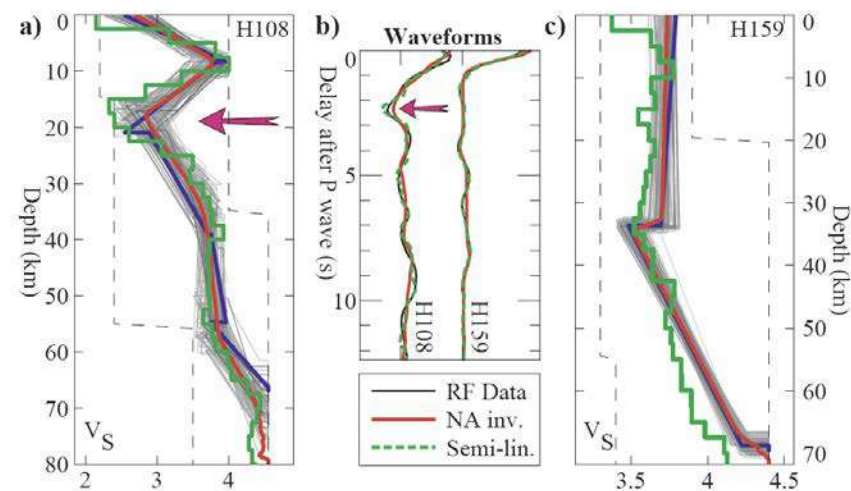 a)
H108
0
10
20
30
40
50
60
70
80
Depth (km)
V_S
2
3
4
b)
Waveforms
0
5
10
Delay after P wave (s)
H108
H159
RF Data
NA inv.
Semi-lin.
c)
H159
0
10
20
30
40
50
60
70
Depth (km)
V_S
3.5
4
4.5